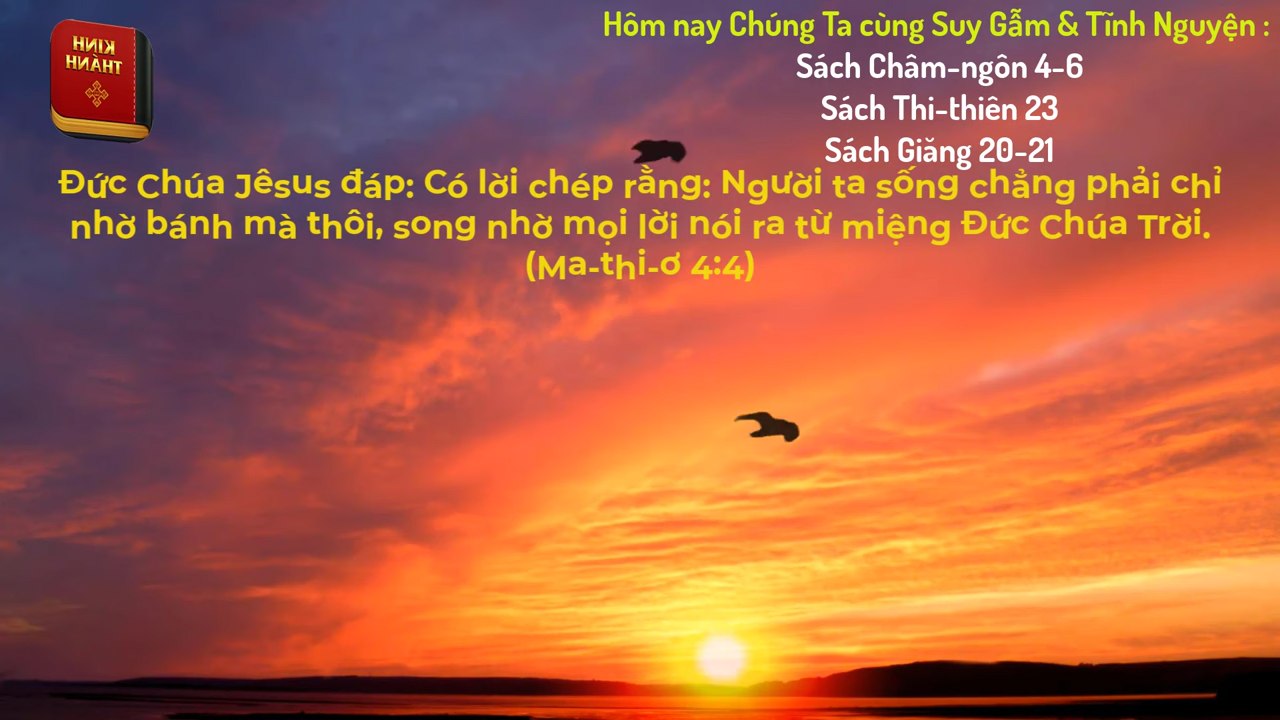 KINH
THÁNH
Hôm nay Chúng Ta cùng Suy Gẫm & Tĩnh Nguyện :
Sách Châm-ngôn 4-6
Sách Thi-thiên 23
Sách Giăng 20-21
Đức Chúa Jêsus đáp: Có lời chép rằng: Người ta sống chẳng phải chỉ
nhờ bánh mà thôi, song nhờ mọi lời nói ra từ miệng Đức Chúa Trời.
(Ma-thi-ơ 4:4)